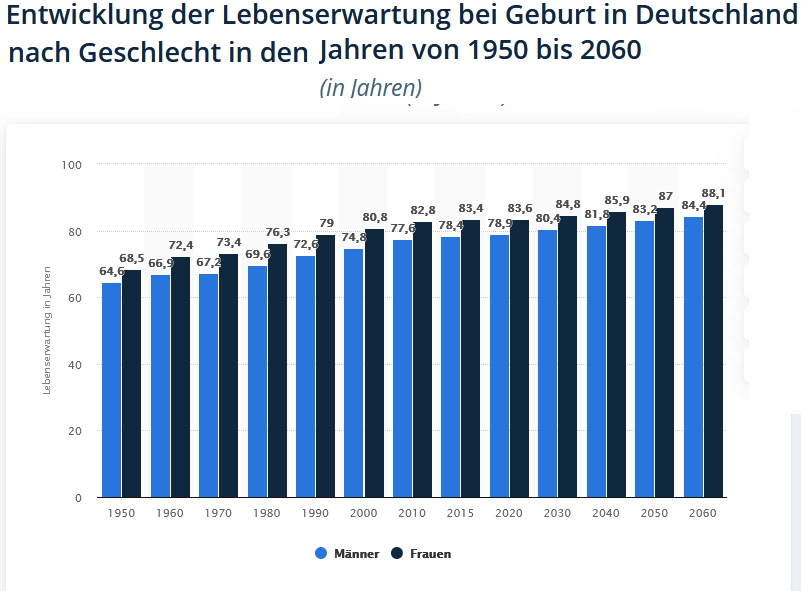 Entwicklung der Lebenserwartung bei Geburt in Deutschland
nach Geschlecht in den Jahren von 1950 bis 2060
(in Jahren)
Lebenserwartung in Jahren
100
80
60
40
20
0
64,6 68,5 66,9 72,4 67,2 73,4 69,6 76,3 72,6 79 74,8 80,8 77,6 82,8 78,4 83,4 78,9 83,6 80,4 84,8 81,8 85,9 83,2 87 84,4 88,1
1950 1960 1970 1980 1990 2000 2010 2015 2020 2030 2040 2050 2060
Männer Frauen